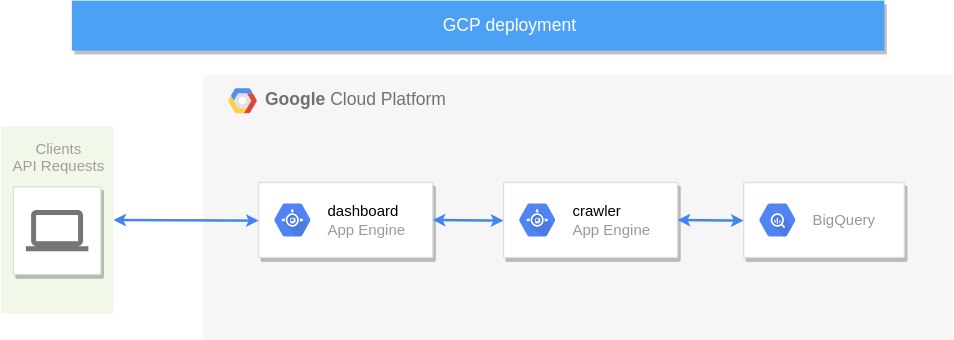 GCP deployment
Google Cloud Platform
Clients
API Requests
dashboard
App Engine
crawler
App Engine
BigQuery